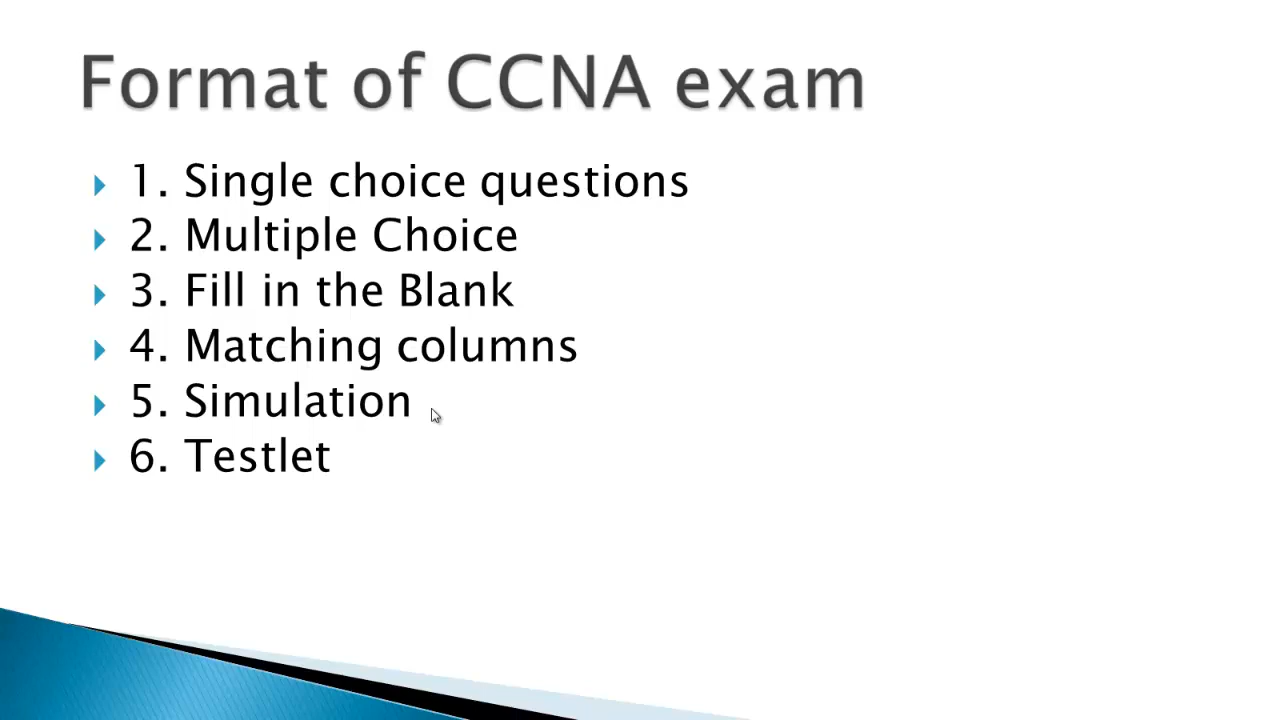 Format of CCNA exam
1. Single choice questions
2. Multiple Choice
3. Fill in the Blank
4. Matching columns
5. Simulation
6. Testlet